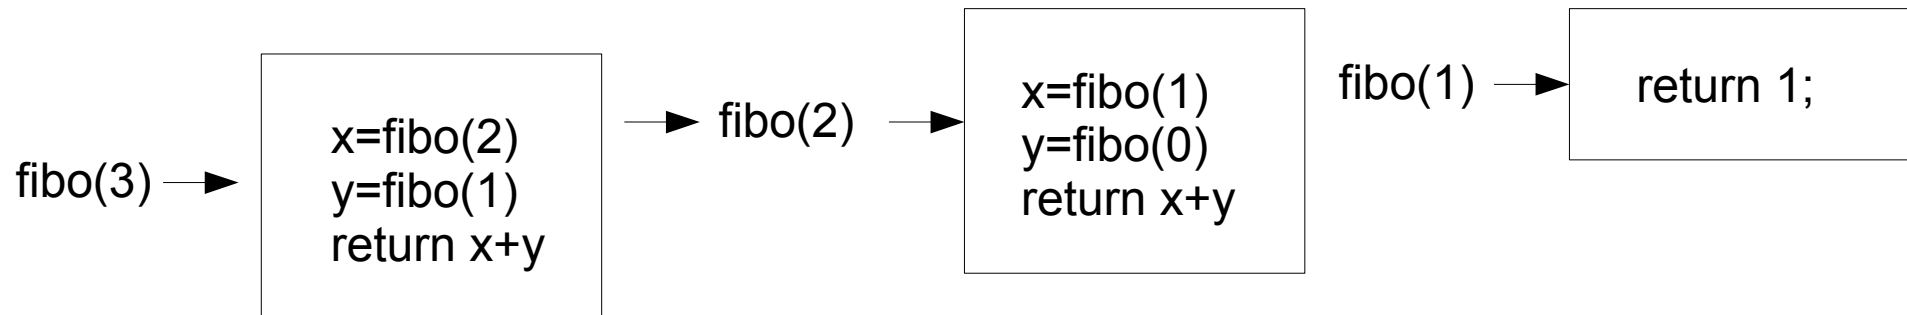 fibo(3)
x=fibo(2)
y=fibo(1)
return x+y
fibo(2)
x=fibo(1)
y=fibo(0)
return x+y
fibo(1)
return 1;